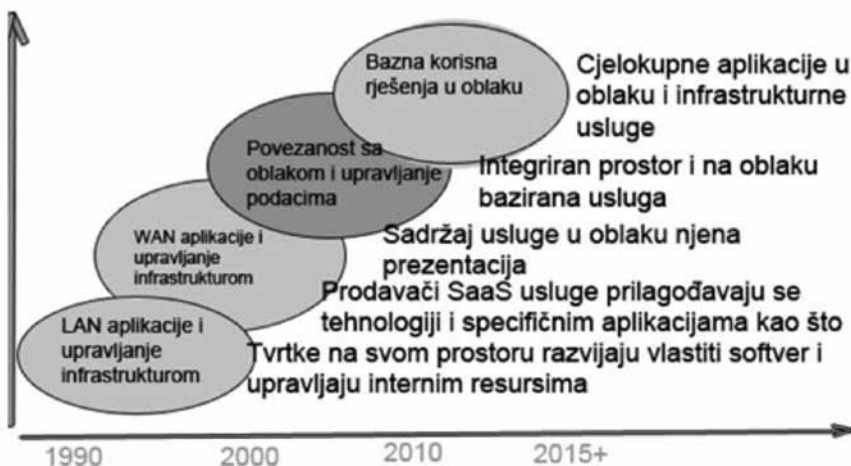 Bazna korisna
rješenja u oblaku
Cjelokupne aplikacije u
oblaku i infrastrukturne
usluge
Povezanost sa
oblakom i upravljanje
podacima
Integriran prostor i na oblaku
bazirana usluga
WAN aplikacije i
upravljanje
infrastrukturom
Sadržaj usluge u oblaku njena
prezentacija
Prodavači SaaS usluge prilagođavaju se
tehnologiji i specifičnim aplikacijama kao što
LAN aplikacije i
upravljanje
infrastrukturom
Tvrtke na svom prostoru razvijaju vlastiti softver i
upravljaju internim resursima
1990 2000 2010 2015+